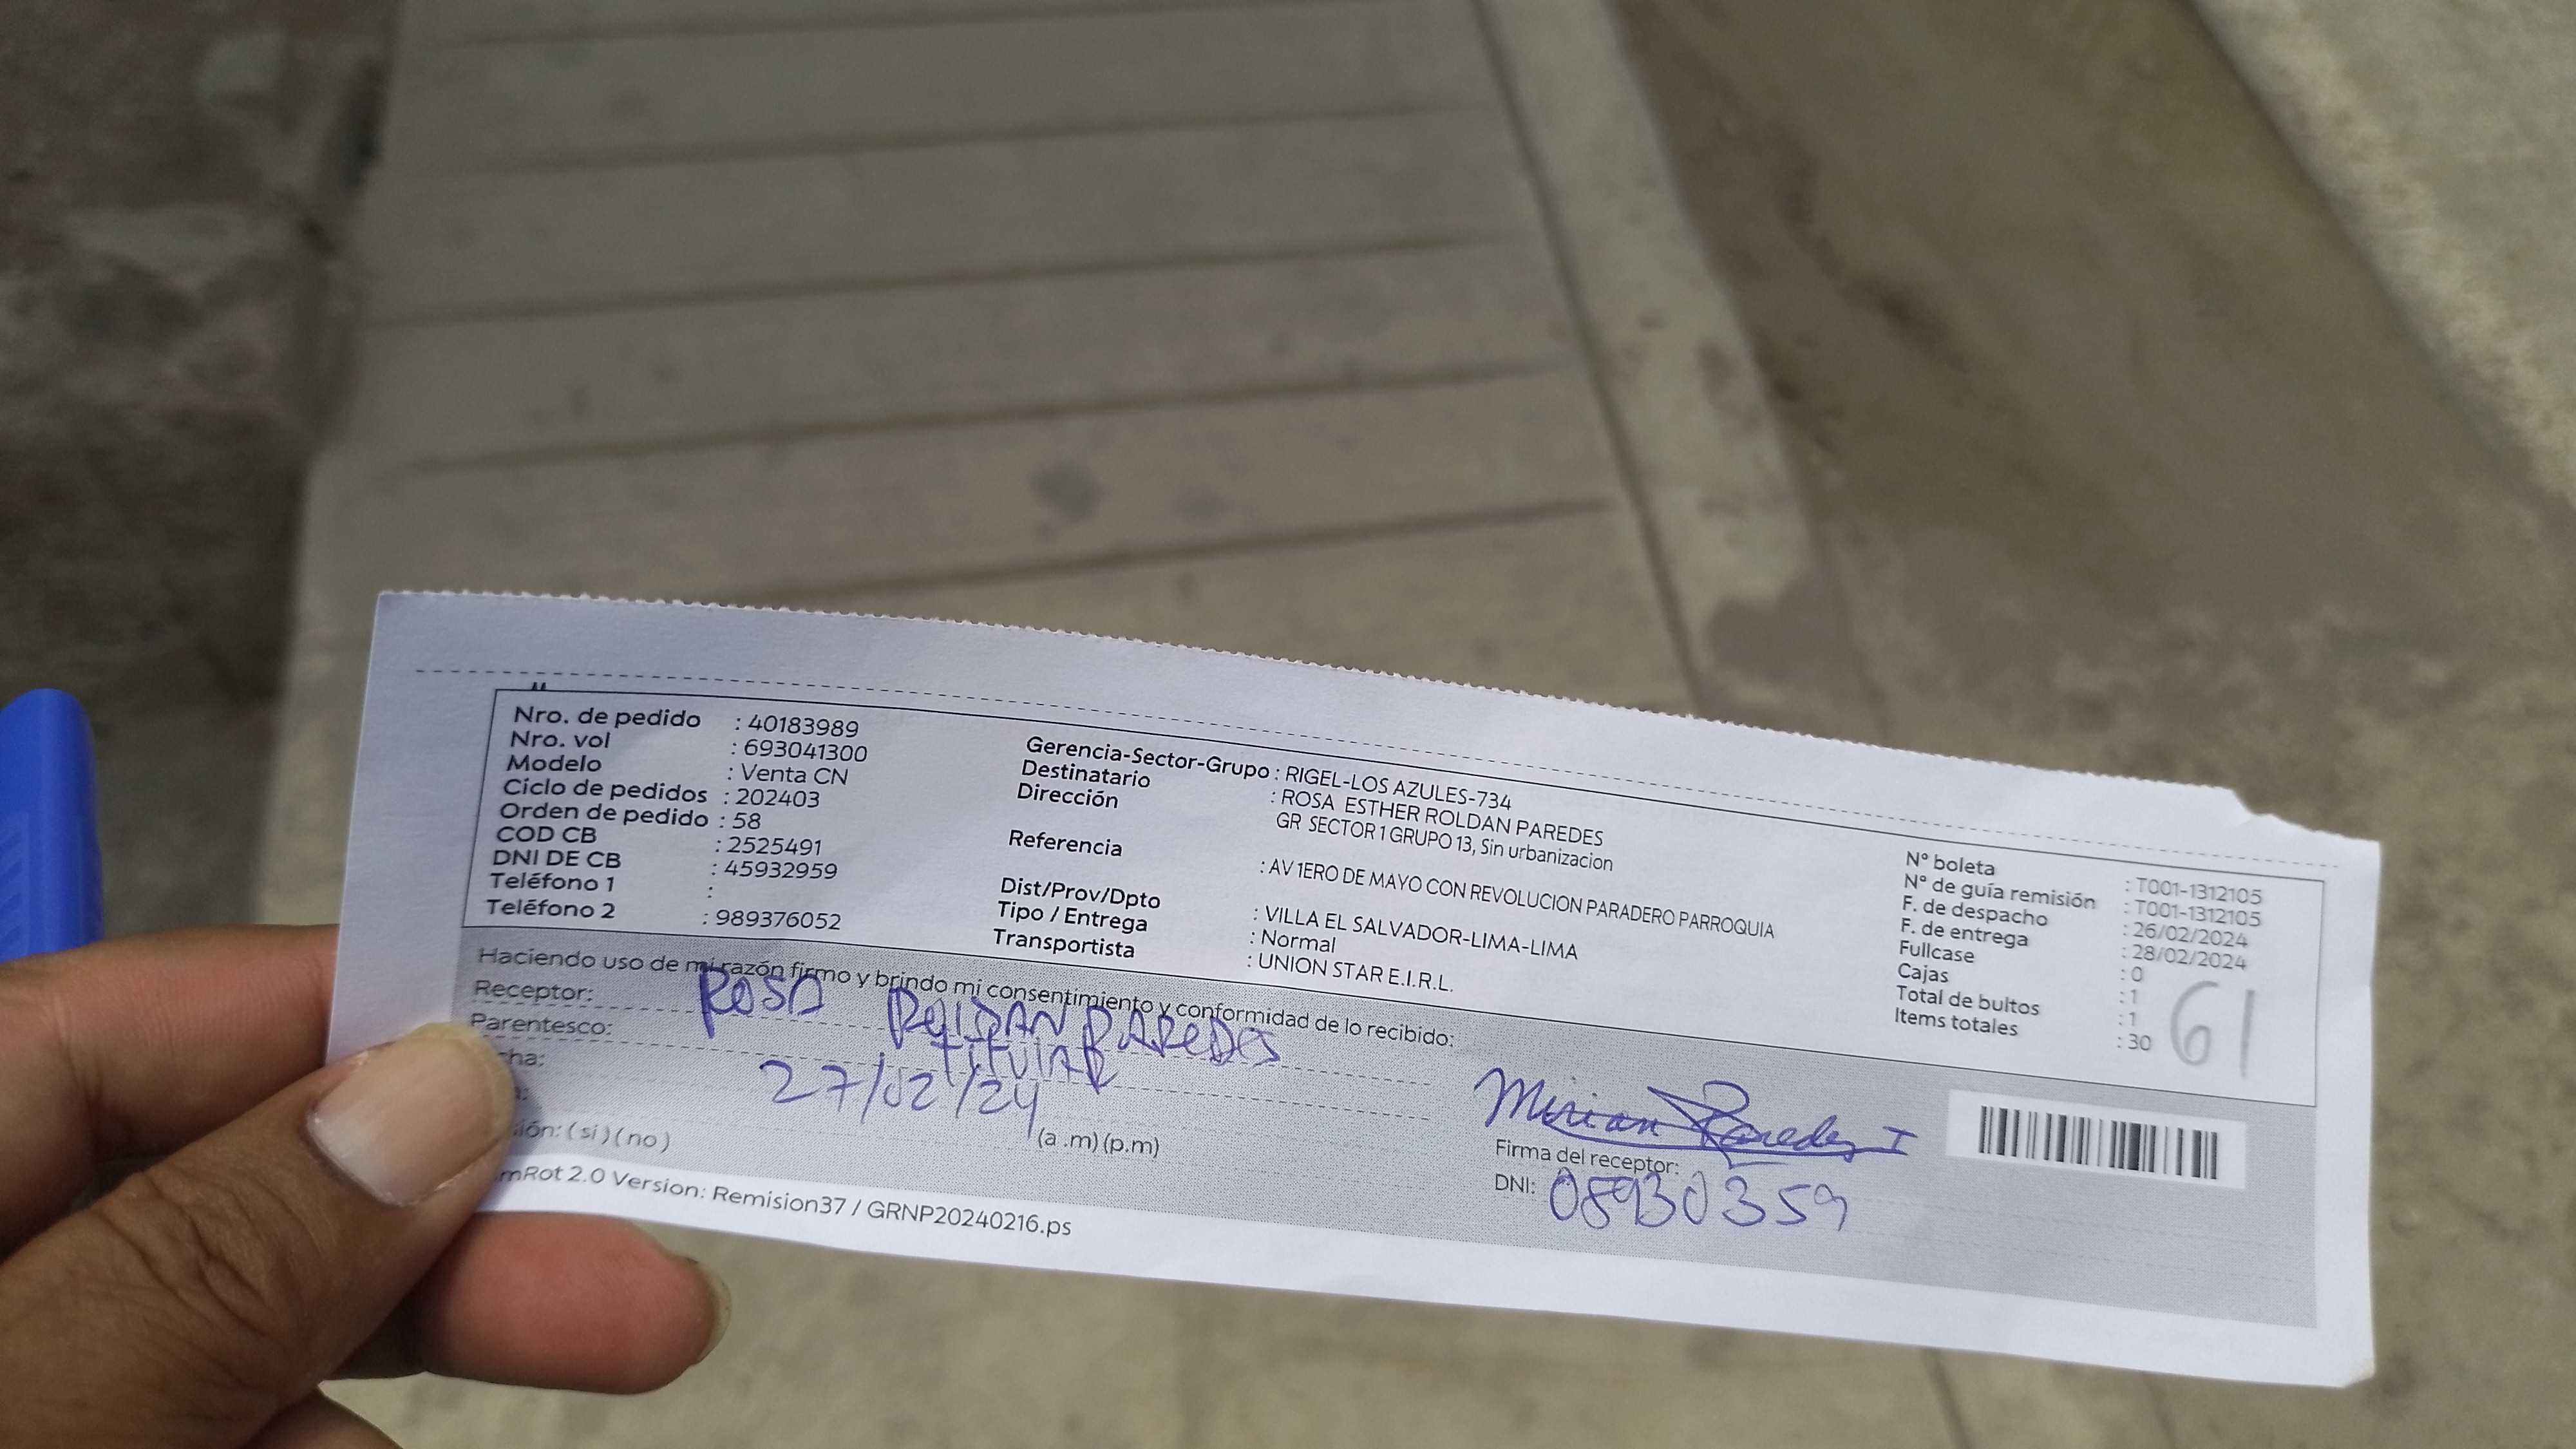 Nro. de pedido : 40183989
Nro. vol : 693041300
Modelo : Venta CN
Ciclo de pedidos : 202403
Orden de pedido : 58
COD CB : 2525491
DNI DE CB : 45932959
Teléfono 1 :
Teléfono 2 : 989376052
Gerencia-Sector-Grupo : RIGEL-LOS AZULES-734
Destinatario : ROSA ESTHER ROLDAN PAREDES
Dirección GR SECTOR 1 GRUPO 13, Sin urbanizacion
Referencia : AV 1ERO DE MAYO CON REVOLUCION PARADERO PARROQUIA
Dist/Prov/Dpto : VILLA EL SALVADOR-LIMA-LIMA
Tipo / Entrega : Normal
Transportista : UNION STAR E.I.R.L.
N° boleta : T001-1312105
N° de guía remisión : T001-1312105
F. de despacho : 26/02/2024
F. de entrega : 28/02/2024
Fullcase : 0
Cajas : 1
Total de bultos : 1
Items totales : 30
61
Haciendo uso de mi razón firmo y brindo mi consentimiento y conformidad de lo recibido:
Receptor: ROSA ROLDAN PAREDES
Parentesco: TITULAR
cha: 27/02/24
(a .m) (p.m)
ión: ( si ) ( no )
Mirian Paredes I
Firma del receptor:
DNI: 08930359
mRot 2.0 Version: Remision37 / GRNP20240216.ps